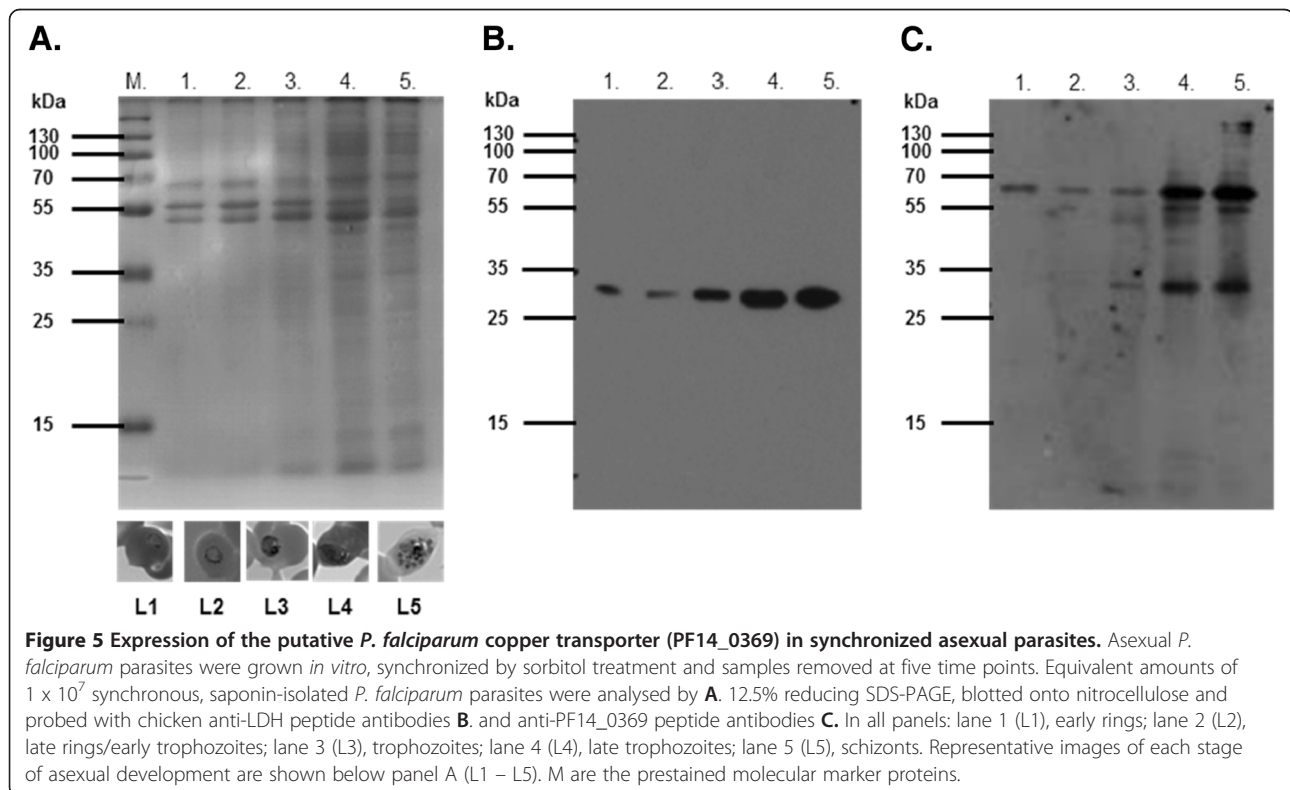 A.
B.
C.
M. 1. 2. 3. 4. 5.
kDa
130
100
70
55
35
25
15
L1 L2 L3 L4 L5
1. 2. 3. 4. 5.
kDa
130
100
70
55
35
25
15
1. 2. 3. 4. 5.
kDa
130
100
70
55
35
25
15
Figure 5 Expression of the putative P. falciparum copper transporter (PF14_0369) in synchronized asexual parasites. Asexual P.
falciparum parasites were grown in vitro, synchronized by sorbitol treatment and samples removed at five time points. Equivalent amounts of
1 x 10⁷ synchronous, saponin-isolated P. falciparum parasites were analysed by A. 12.5% reducing SDS-PAGE, blotted onto nitrocellulose and
probed with chicken anti-LDH peptide antibodies B. and anti-PF14_0369 peptide antibodies C. In all panels: lane 1 (L1), early rings; lane 2 (L2),
late rings/early trophozoites; lane 3 (L3), trophozoites; lane 4 (L4), late trophozoites; lane 5 (L5), schizonts. Representative images of each stage
of asexual development are shown below panel A (L1 – L5). M are the prestained molecular marker proteins.